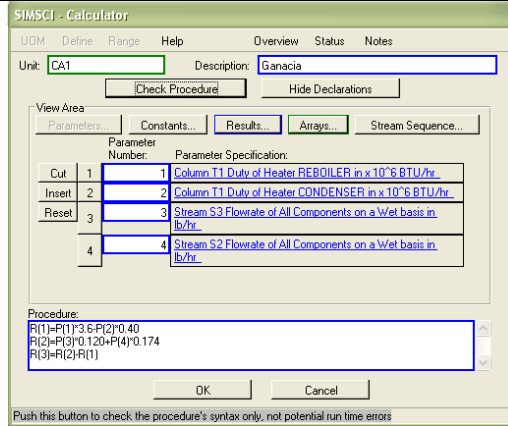 SIMSCI - Calculator
UOM Define Range Help Overview Status Notes
Unit: CA1 Description: Ganacia
Check Procedure Hide Declarations
View Area
Parameters... Constants... Results... Arrays... Stream Sequence...
Parameter
Number: Parameter Specification:
Cut 1 1 Column T1 Duty of Heater REBOILER in x 10^6 BTU/hr
Insert 2 2 Column T1 Duty of Heater CONDENSER in x 10^6 BTU/hr
Reset 3 3 Stream S3 Flowrate of All Components on a Wet basis in
lb/hr
4 4 Stream S2 Flowrate of All Components on a Wet basis in
lb/hr
Procedure:
R(1)=P(1)*3.6-P(2)*0.40
R(2)=P(3)*0.120+P(4)*0.174
R(3)=R(2)-R(1)
OK Cancel
Push this button to check the procedure's syntax only, not potential run time errors